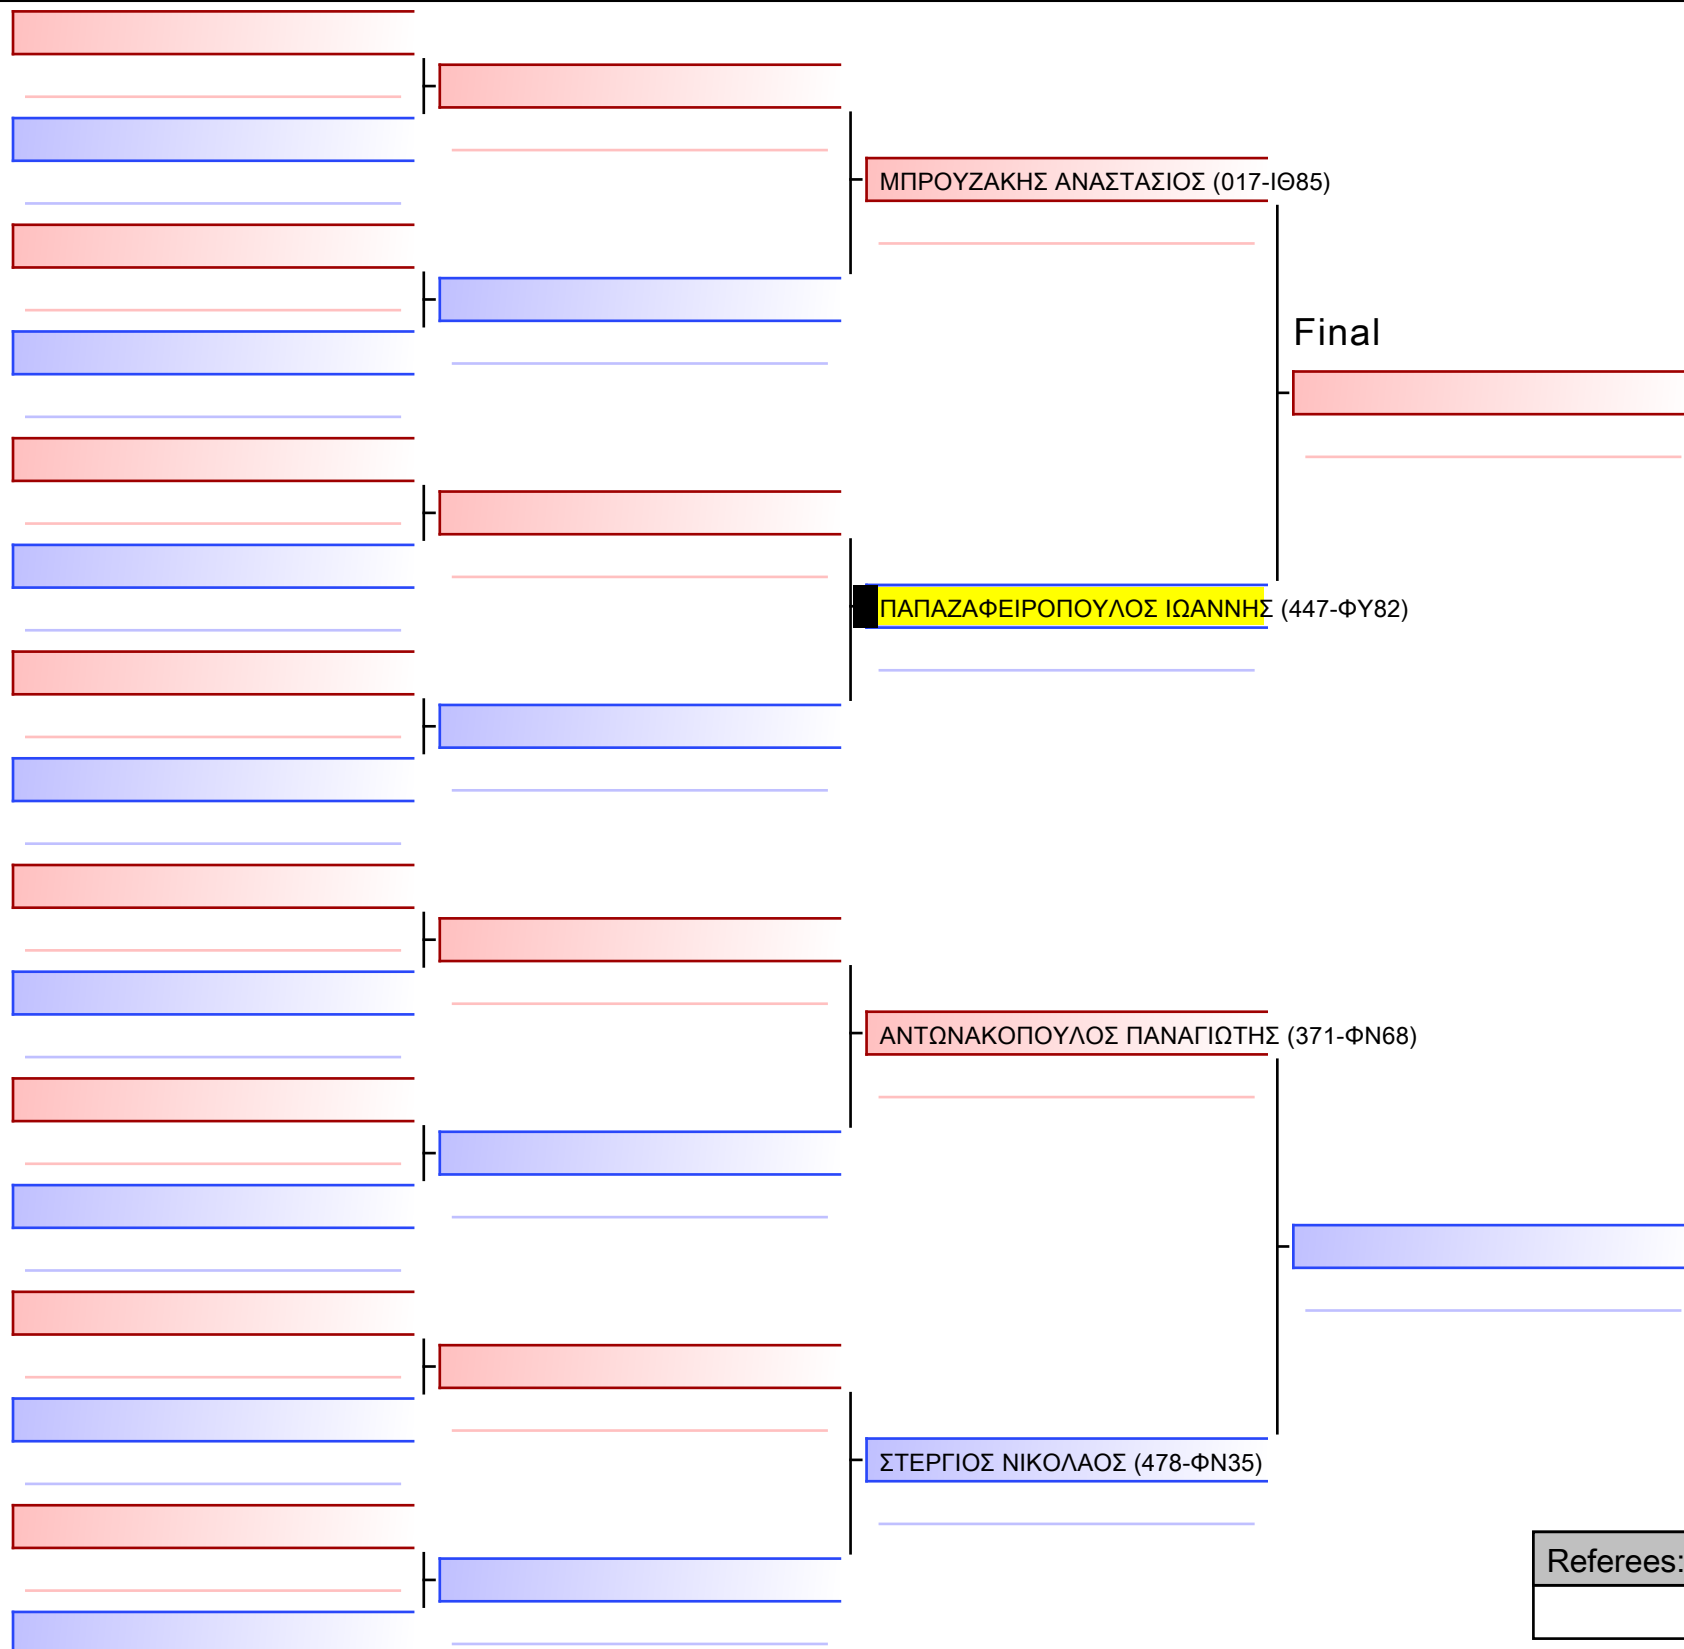 ΜΠΡΟΥΖΑΚΗΣ ΑΝΑΣΤΑΣΙΟΣ (017-ΙΘ85)
Final
ΠΑΠΑΖΑΦΕΙΡΟΠΟΥΛΟΣ ΙΩΑΝΝΗΣ (447-ΦΥ82)
ΑΝΤΩΝΑΚΟΠΟΥΛΟΣ ΠΑΝΑΓΙΩΤΗΣ (371-ΦΝ68)
ΣΤΕΡΓΙΟΣ ΝΙΚΟΛΑΟΣ (478-ΦΝ35)
Referees: